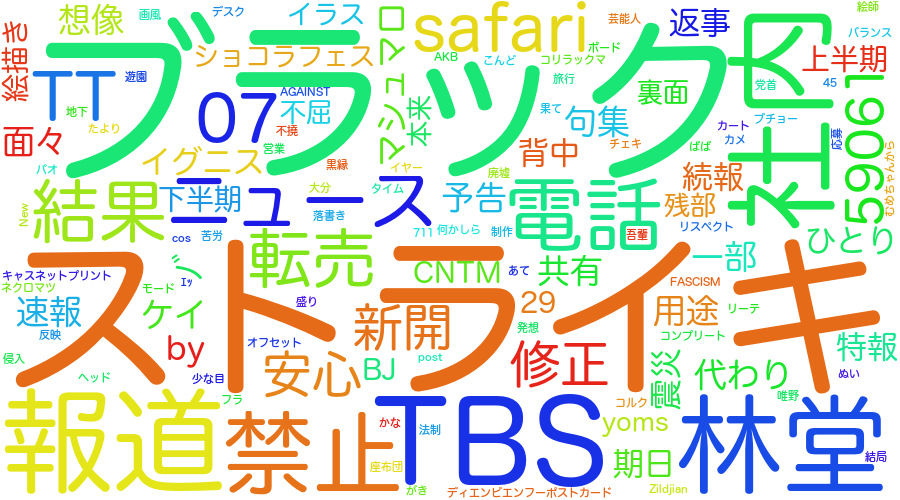 絵師
画風
デスク
イラス
safari
返事
バランス
想像
AKB
こんど
芸能人
ボード
コリラックマ
絵描き
ショコラフェス
マシュマロ
ブラック
社内
上半期
TT
遊園
07
AGAINST
不屈
本来
旅行
裏面
党首
45
地下
たより
面々
不撓
果て
句集
カート
プチョー
59061
営業
チェキ
カメ
応募
イグニス
黒縁
イヤー
背中
ぱぱ
バオ
下半期
大分
タイム
廃墟
続報
むめちゃんから
結果
ニュース
予告
電話
残部
New
落書き
711
何かしら
制作
吾輩
リスペクト
cos
苦労
転売
ひとり
キャスネットプリント
ジ
エッ
CNTM
あて
共有
一部
ネクロマツ
モード
盛り
FASCISM
ストライキ
速報
ケイ
29
用途
リーテ
反映
発想
コンプリート
特報
オフセット
新開
侵入
by
安心
BJ
post
修正
震災
代わり
ぬい
ヘッド
少な目
フラ
コルク
唯野
報道
禁止
かな
法制
TBS
yoms
林堂
期日
結局
座布団
がき
ディエンビエンフーポストカード
Zildjian